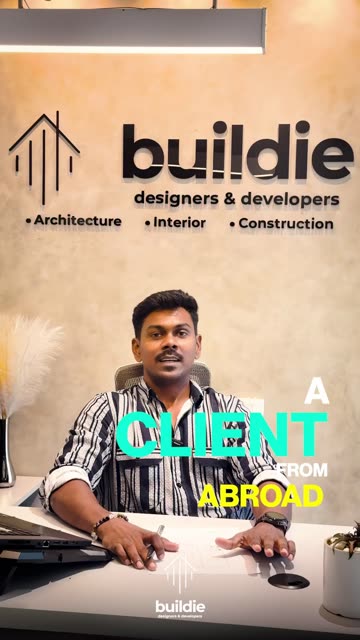 buildie
designers & developers
• Architecture • Interior • Construction
A
CLIENT
FROM
ABROAD
buildie
designers & developers